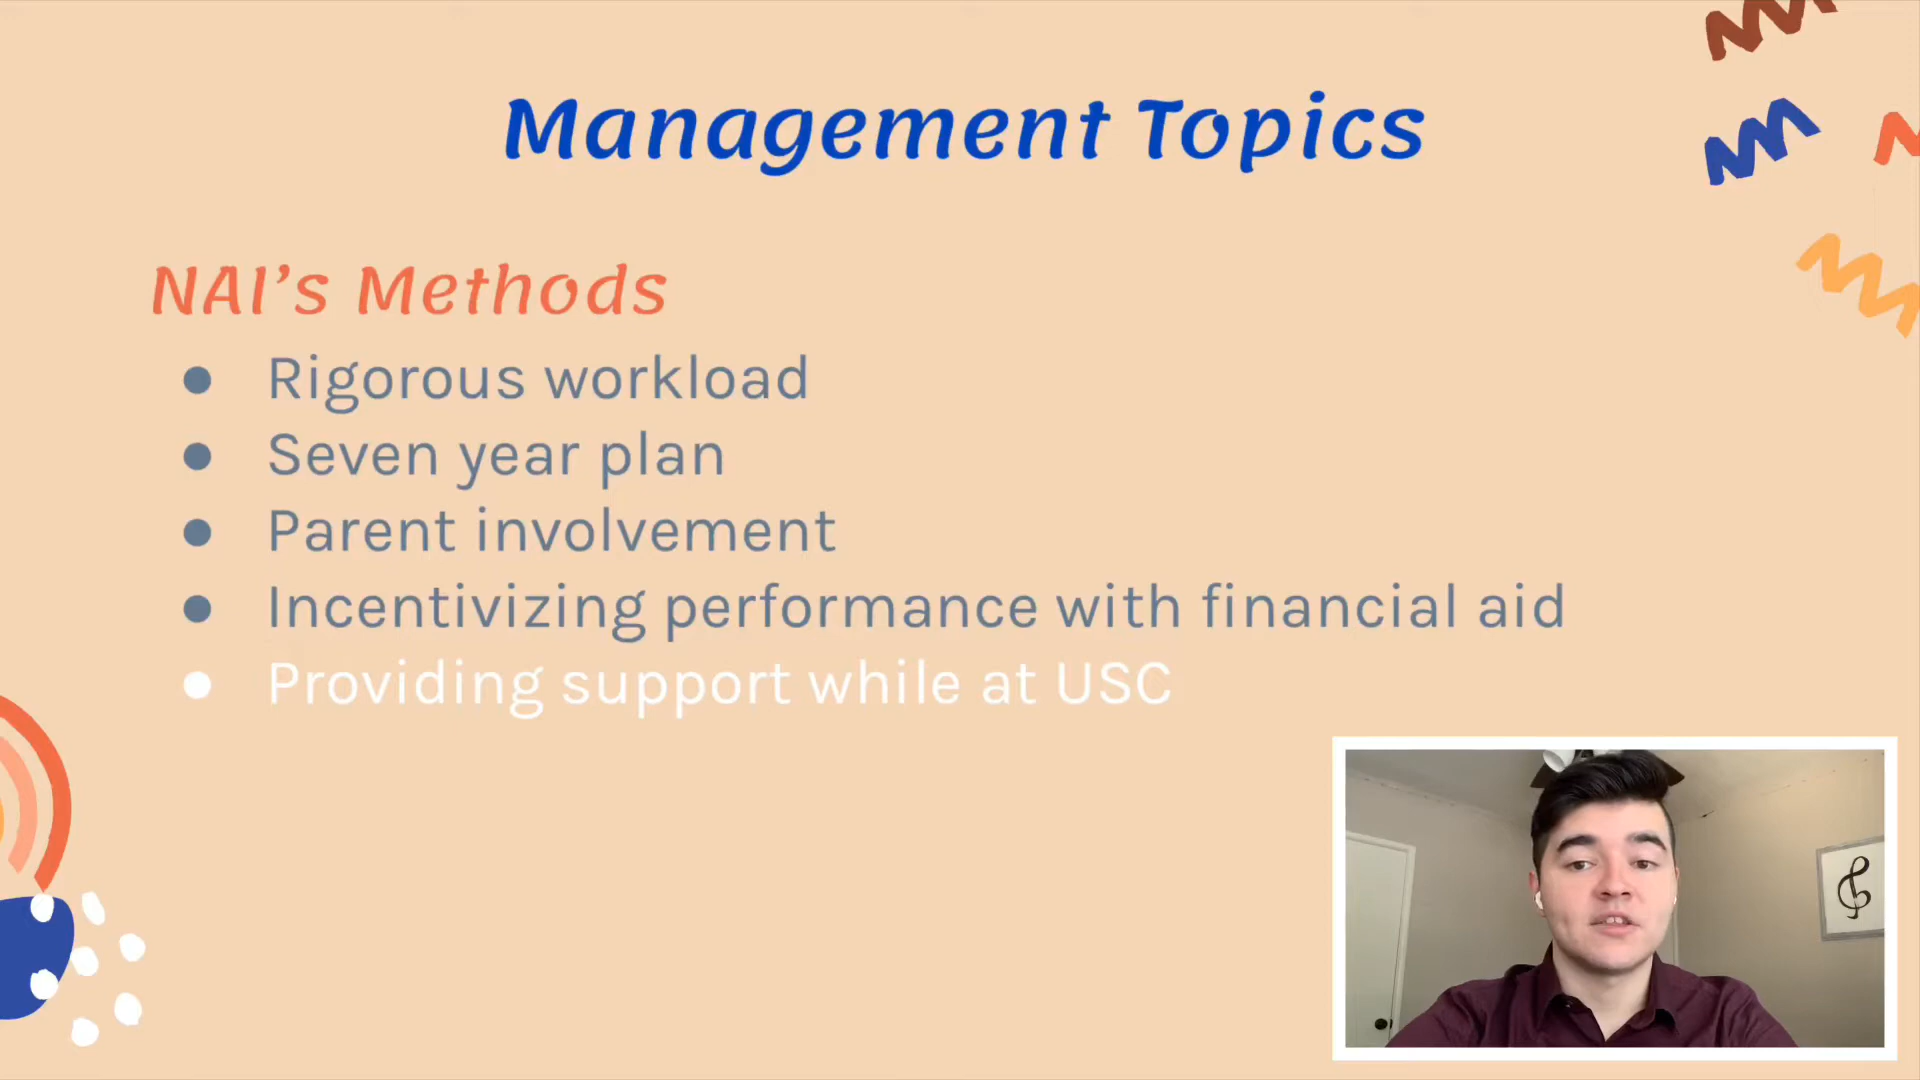 Management Topics
NAI’s Methods
● Rigorous workload
● Seven year plan
● Parent involvement
● Incentivizing performance with financial aid
● Providing support while at USC